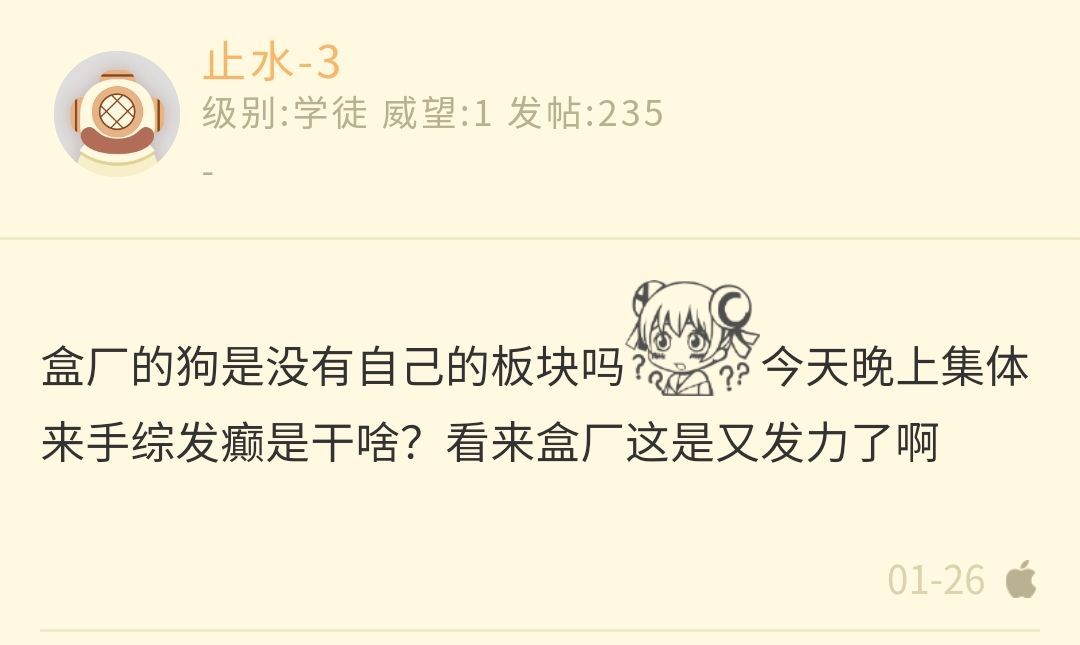 止水-3
级别:学徒 威望:1 发帖:235
-
盒厂的狗是没有自己的板块吗??????今天晚上集体
来手综发癫是干啥？看来盒厂这是又发力了啊
01-26